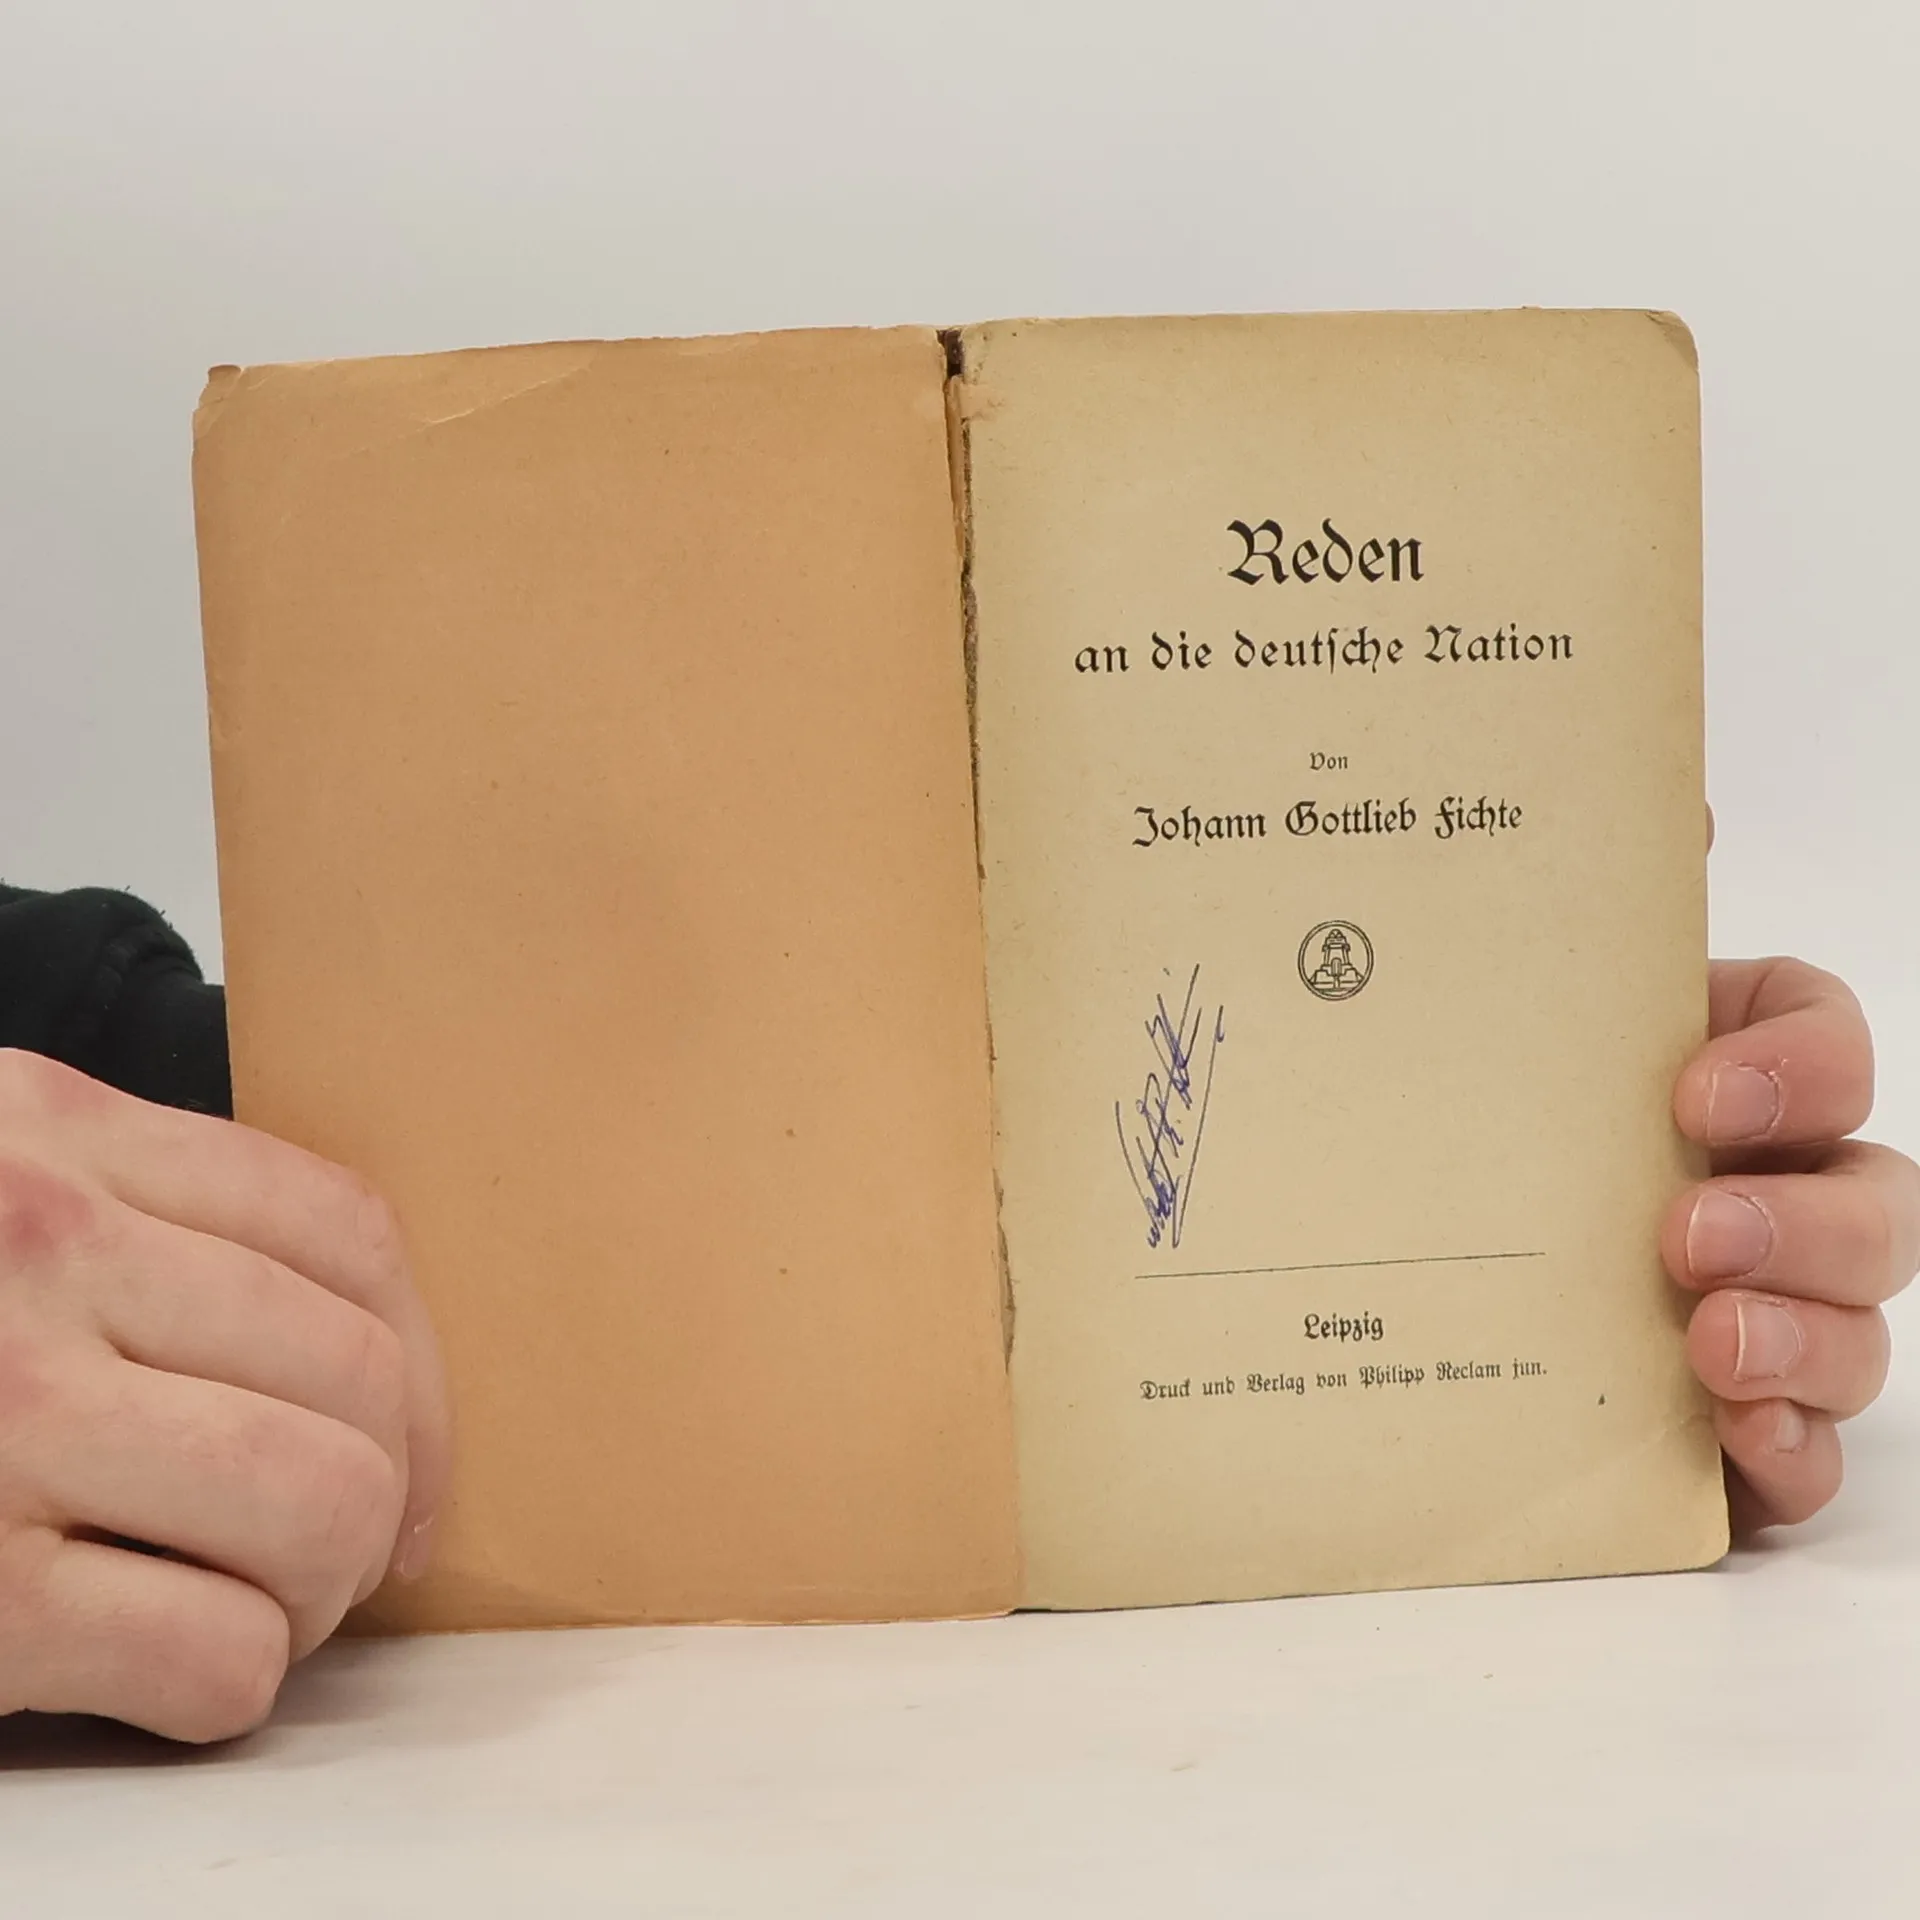 Reden
an die deutſche Nation
Von
Johann Gottlieb Fichte
Leipzig
Druck und Verlag von Philipp Reclam jun.